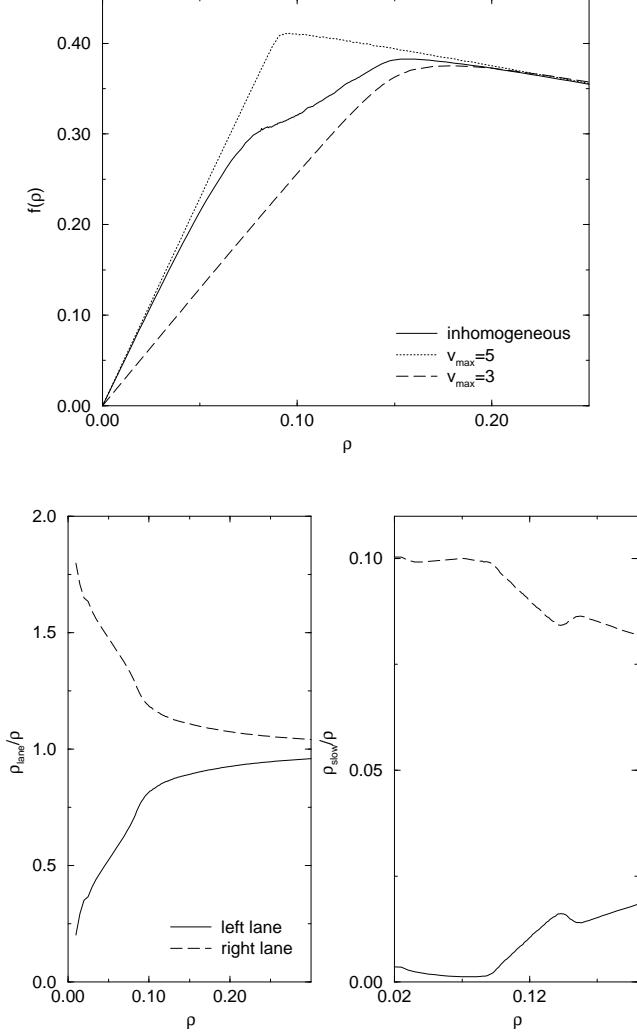 0.40
0.30
f(ρ)
0.20
0.10
inhomogeneous
v_max=5
v_max=3
0.00
0.00 0.10 0.20
ρ
2.0
0.10
1.5
ρ_lane/ρ
1.0
ρ_slow/ρ
0.05
0.5
left lane
right lane
0.0
0.00
0.00 0.10 0.20
0.02 0.12
ρ
ρ